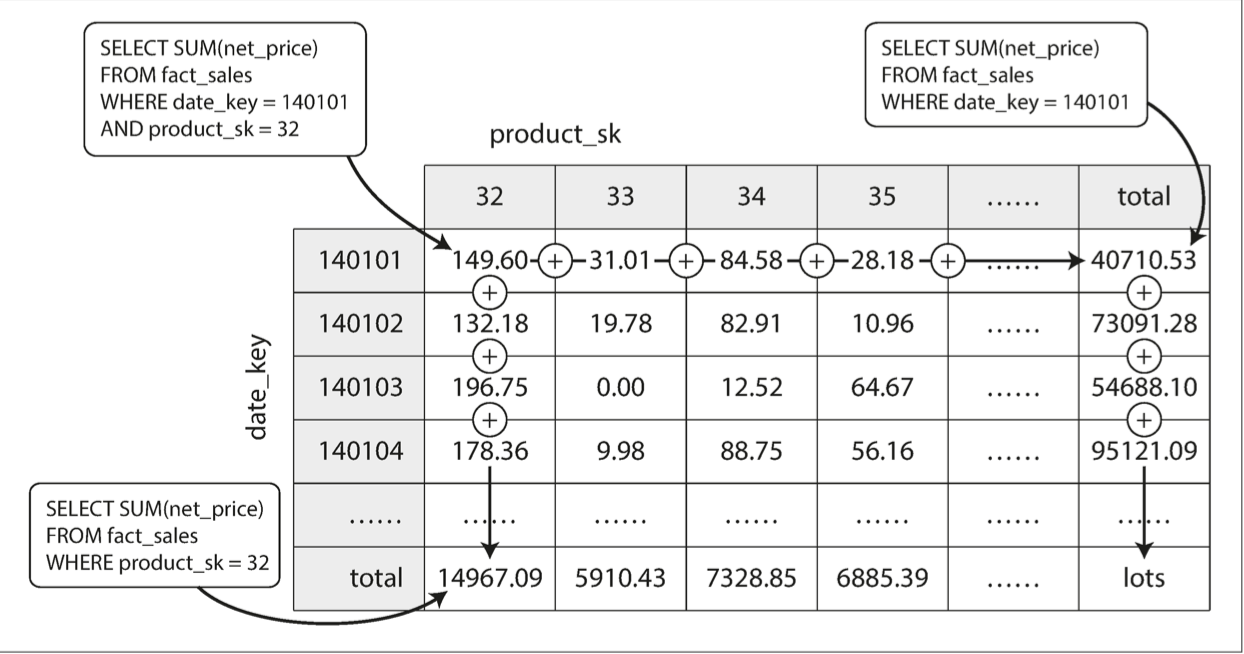 SELECT SUM(net_price)
FROM fact_sales
WHERE date_key = 140101
AND product_sk = 32
SELECT SUM(net_price)
FROM fact_sales
WHERE date_key = 140101
product_sk
32 33 34 35 ...... total
140101 149.60 + 31.01 + 84.58 + 28.18 + ...... 40710.53
+ +
140102 132.18 19.78 82.91 10.96 ...... 73091.28
+ +
140103 196.75 0.00 12.52 64.67 ...... 54688.10
+ +
140104 178.36 9.98 88.75 56.16 ...... 95121.09
...... ...... ...... ...... ...... ...... ......
total 14967.09 5910.43 7328.85 6885.39 ...... lots
date_key
SELECT SUM(net_price)
FROM fact_sales
WHERE product_sk = 32